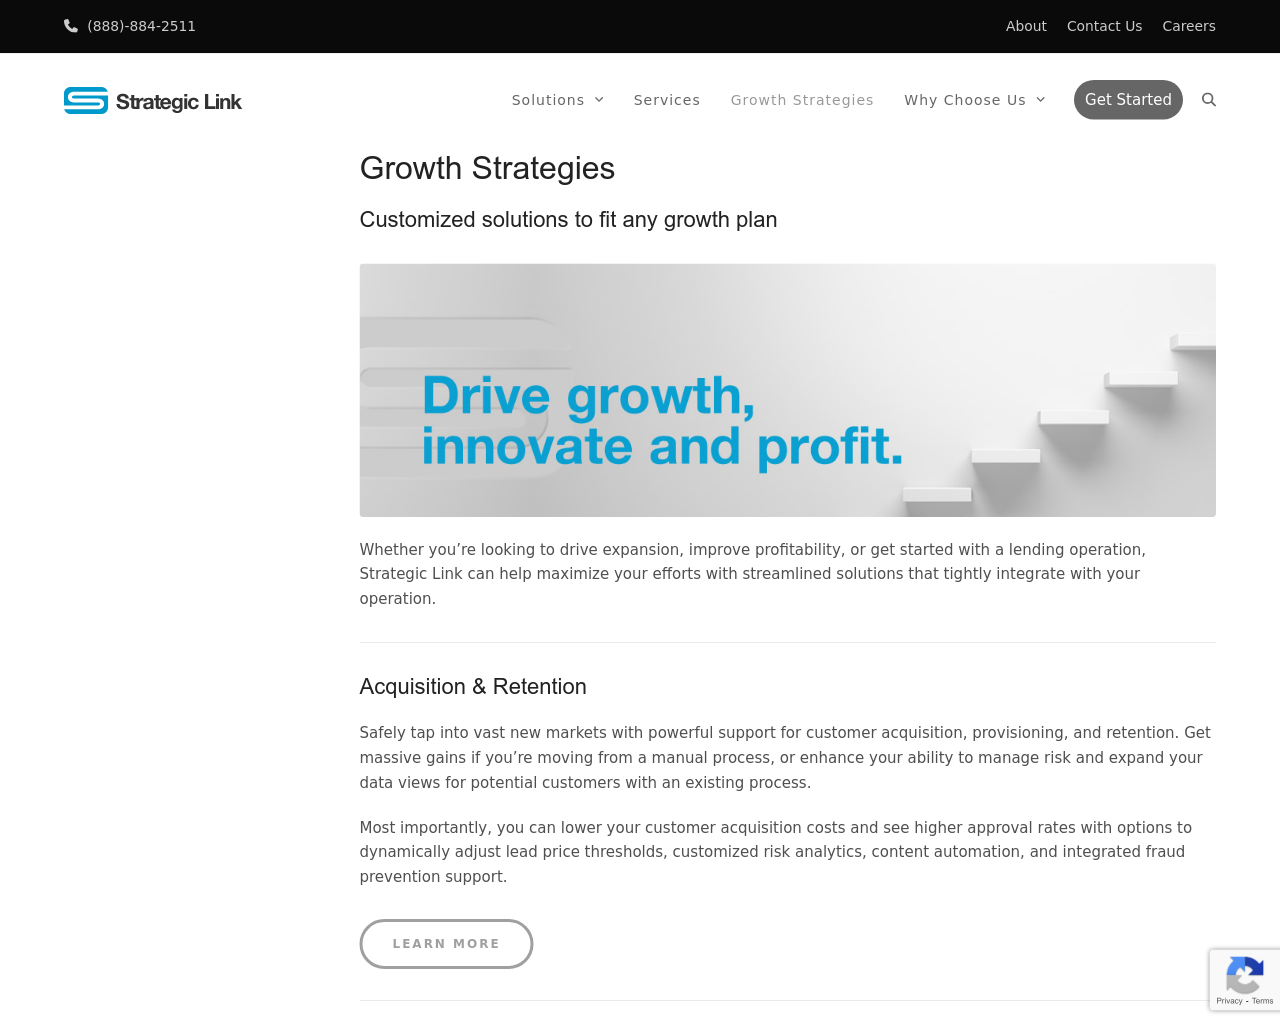 (888)-884-2511
About
Contact Us
Careers
Strategic Link
Solutions
Services
Growth Strategies
Why Choose Us
Get Started
Growth Strategies
Customized solutions to fit any growth plan
Drive growth,
innovate and profit.
Whether you’re looking to drive expansion, improve profitability, or get started with a lending operation,
Strategic Link can help maximize your efforts with streamlined solutions that tightly integrate with your
operation.
Acquisition & Retention
Safely tap into vast new markets with powerful support for customer acquisition, provisioning, and retention. Get
massive gains if you’re moving from a manual process, or enhance your ability to manage risk and expand your
data views for potential customers with an existing process.
Most importantly, you can lower your customer acquisition costs and see higher approval rates with options to
dynamically adjust lead price thresholds, customized risk analytics, content automation, and integrated fraud
prevention support.
LEARN MORE
Privacy - Terms